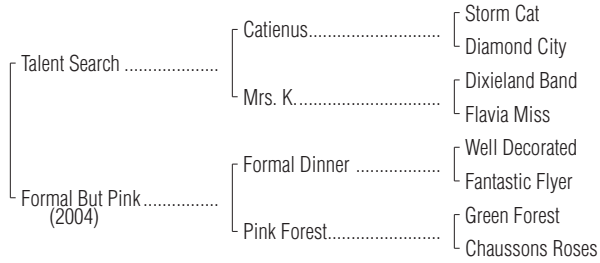 Storm Cat
Catienus
Diamond City
Talent Search
Dixieland Band
Mrs. K.
Flavia Miss
Well Decorated
Formal Dinner
Fantastic Flyer
Formal But Pink
(2004)
Green Forest
Pink Forest
Chaussons Roses